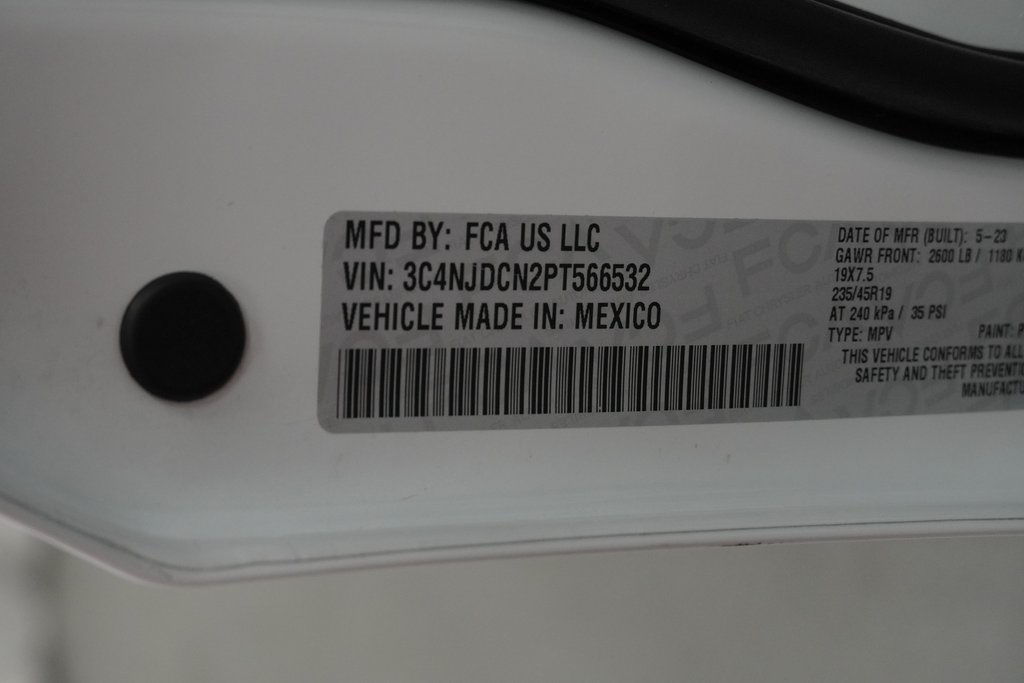 MFD BY: FCA US LLC
VIN: 3C4NJDCN2PT566532
VEHICLE MADE IN: MEXICO
DATE OF MFR (BUILT): 5-23
GAWR FRONT: 2600 LB / 1180
19X7.5
235/45R19
AT 240 kPa / 35 PSI
TYPE: MPV PAINT:
THIS VEHICLE CONFORMS TO ALL
SAFETY AND THEFT PREVENTI
MANUFACTU